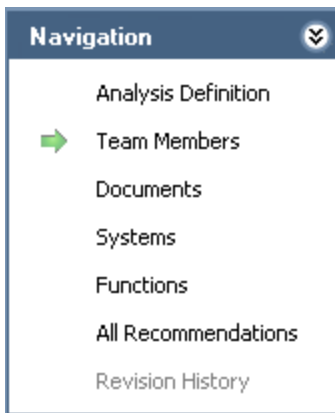 Navigation
Analysis Definition
Team Members
Documents
Systems
Functions
All Recommendations
Revision History